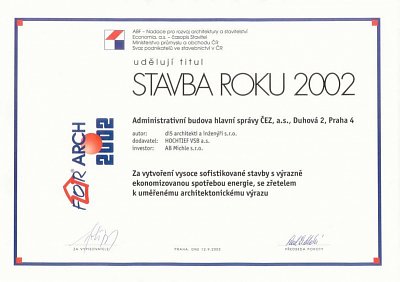 ABF – Nadace pro rozvoj architektury a stavitelství
Economia, a.s. – časopis Stavitel
Ministerstvo průmyslu a obchodu ČR
Svaz podnikatelů ve stavebnictví v ČR
udělují titul
STAVBA ROKU 2002
Administrativní budova hlavní správy ČEZ, a.s., Duhová 2, Praha 4
autor: díS architekti a inženýři s.r.o.
dodavatel: HOCHTIEF VSB a.s.
investor: AB Michle s.r.o.
FOR ARCH
2002
Za vytvoření vysoce sofistikované stavby s výrazně
ekonomizovanou spotřebou energie, se zřetelem
k uměřenému architektonickému výrazu
ZA VYPISOVATELE
PRAHA, DNE 12.9.2002
PŘEDSEDA POROTY